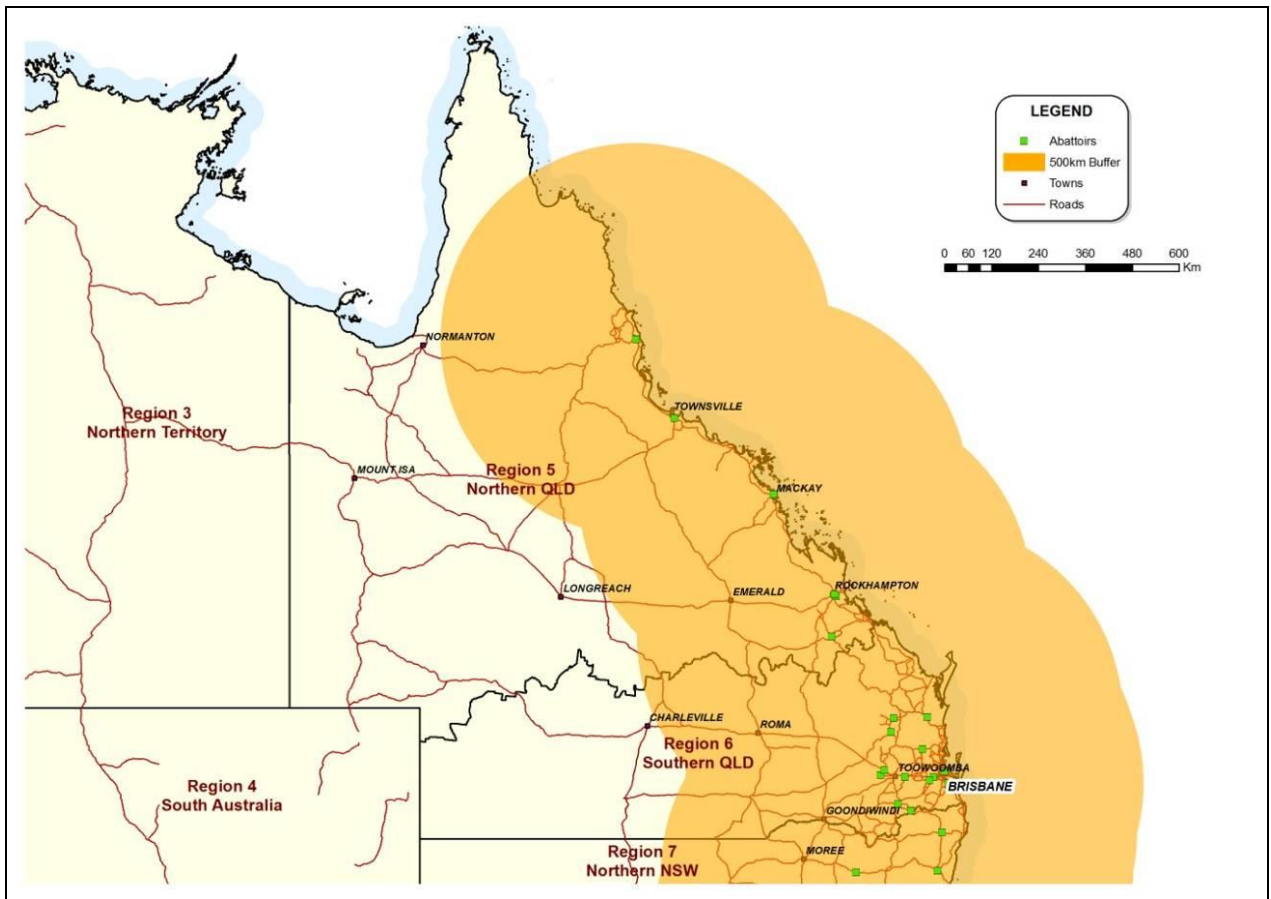 LEGEND
Abattoirs
500km Buffer
Towns
Roads
0 60 120 240 360 480 600
Km
NORMANTON
TOWNSVILLE
Region 3
Northern Territory
MOUNT ISA
Region 5
Northern QLD
MACKAY
LONGREACH
EMERALD
ROCKHAMPTON
CHARLEVILLE
ROMA
Region 6
Southern QLD
TOOWOOMBA
BRISBANE
Region 4
South Australia
GOONDIWINDI
Region 7
Northern NSW
MOREE